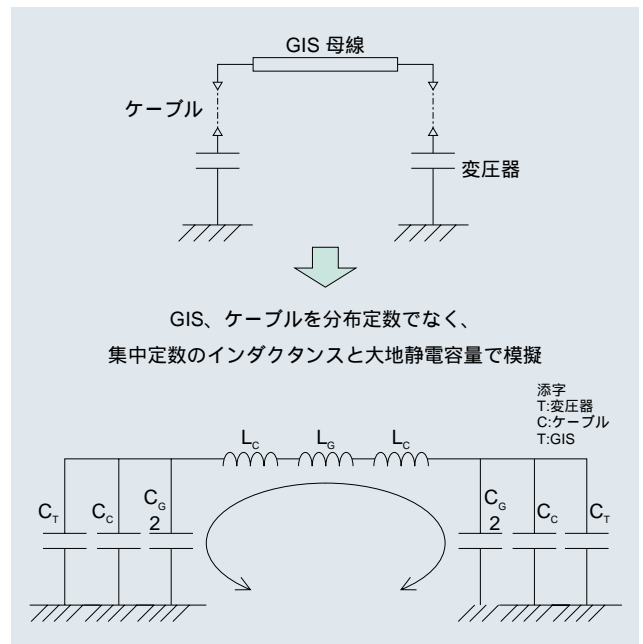 GIS 母線
ケーブル
変圧器
GIS、ケーブルを分布定数でなく、
集中定数のインダクタンスと大地静電容量で模擬
添字
T:変圧器
C:ケーブル
T:GIS
L_C L_G L_C
C_T C_C C_G 2 C_G 2 C_C C_T